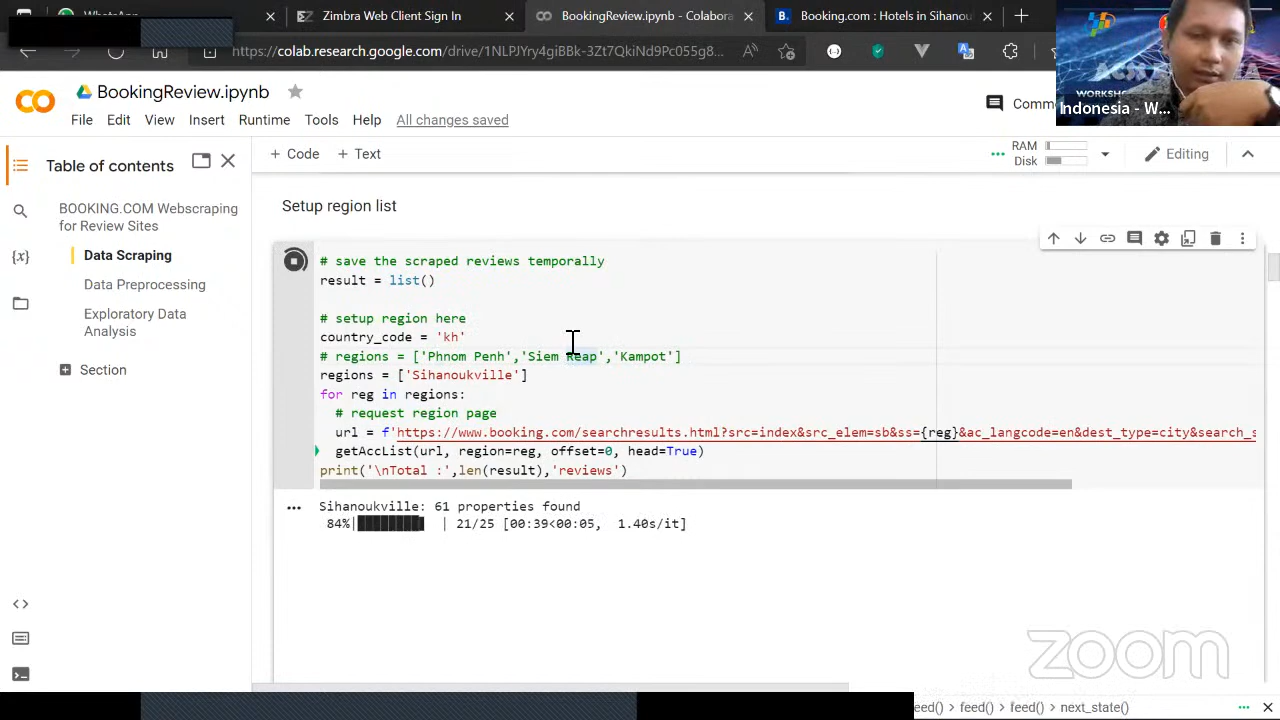 WhatsApp
Zimbra Web Client Sign In
BookingReview.ipynb - Colabora
Booking.com : Hotels in Sihanou
https://colab.research.google.com/drive/1NLPJYry4giBBk-3Zt7QkiNd9Pc055g8...
WORKSHO
Indonesia - W...
BookingReview.ipynb
Comme
File Edit View Insert Runtime Tools Help All changes saved
+ Code + Text
RAM
Disk
Editing
Table of contents
BOOKING.COM Webscraping
for Review Sites
Data Scraping
Data Preprocessing
Exploratory Data
Analysis
Section
Setup region list
# save the scraped reviews temporally
result = list()
# setup region here
country_code = 'kh'
# regions = ['Phnom Penh','Siem Reap','Kampot']
regions = ['Sihanoukville']
for reg in regions:
# request region page
url = f'https://www.booking.com/searchresults.html?src=index&src_elem=sb&ss={reg}&ac_langcode=en&dest_type=city&search_s
getAccList(url, region=reg, offset=0, head=True)
print('\nTotal :',len(result),'reviews')
Sihanoukville: 61 properties found
84%| | 21/25 [00:39<00:05, 1.40s/it]
zoom
eed() > feed() > feed() > next_state()